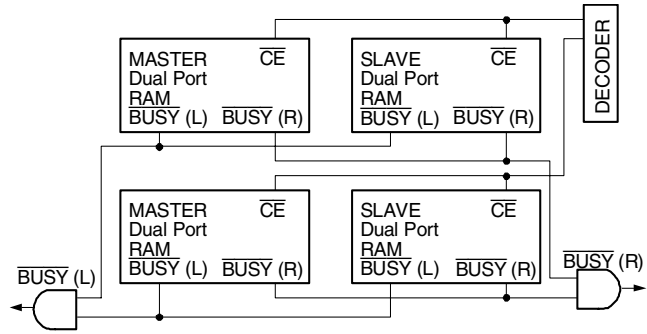 MASTER
Dual Port
RAM
CE
BUSY (L) BUSY (R)
SLAVE
Dual Port
RAM
CE
BUSY (L) BUSY (R)
DECODER
MASTER
Dual Port
RAM
CE
BUSY (L) BUSY (R)
SLAVE
Dual Port
RAM
CE
BUSY (L) BUSY (R)
BUSY (L)
BUSY (R)